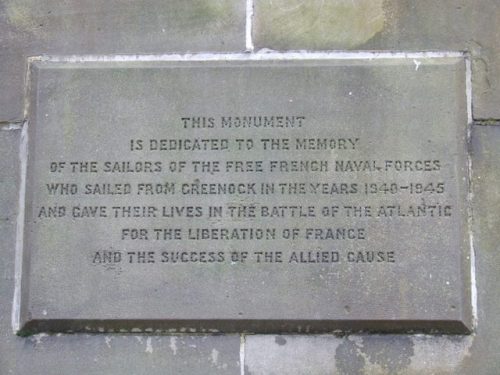 THIS MONUMENT
IS DEDICATED TO THE MEMORY
OF THE SAILORS OF THE FREE FRENCH NAVAL FORCES
WHO SAILED FROM GREENOCK IN THE YEARS 1940-1945
AND GAVE THEIR LIVES IN THE BATTLE OF THE ATLANTIC
FOR THE LIBERATION OF FRANCE
AND THE SUCCESS OF THE ALLIED CAUSE